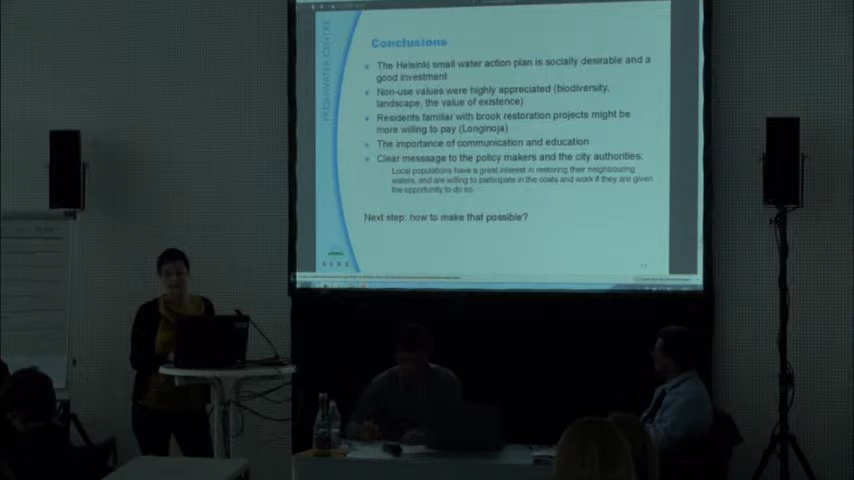 FRESHWATER CENTRE
Conclusions
The Helsinki small water action plan is socially desirable and a
good investment
Non-use values were highly appreciated (biodiversity,
landscape, the value of existence)
Residents familiar with brook restoration projects might be
more willing to pay (Longinoja)
The importance of communication and education
Clear messsage to the policy makers and the city authorities:
Local populations have a great interest in restoring their neighbouring
waters, and are willing to participate in the costs and work if they are given
the opportunity to do so.
Next step: how to make that possible?
SYKE